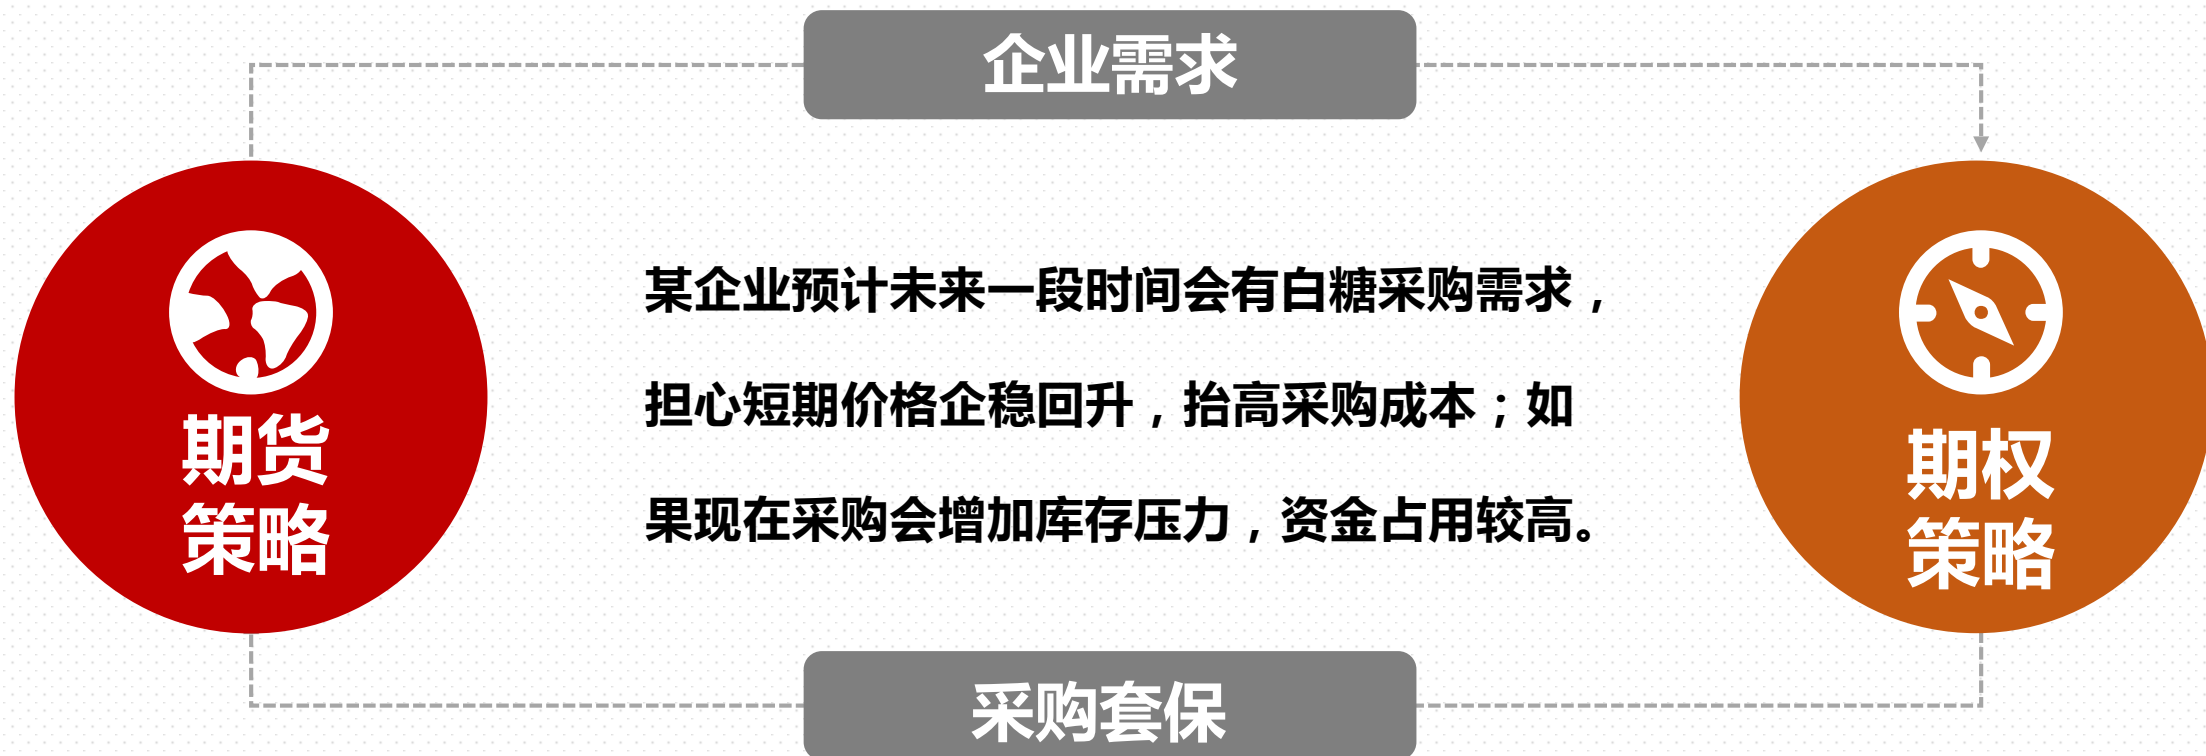 企业需求
期货
策略
某企业预计未来一段时间会有白糖采购需求，
担心短期价格企稳回升，抬高采购成本；如
果现在采购会增加库存压力，资金占用较高。
期权
策略
采购套保